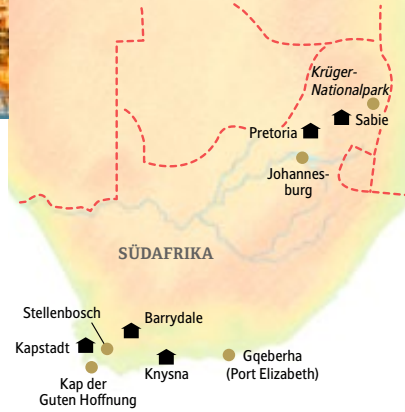 Krüger-
Nationalpark
Sabie
Pretoria
Johannes-
burg
SÜDAFRIKA
Stellenbosch
Barrydale
Kapstadt
Knysna
Gqeberha
(Port Elizabeth)
Kap der
Guten Hoffnung